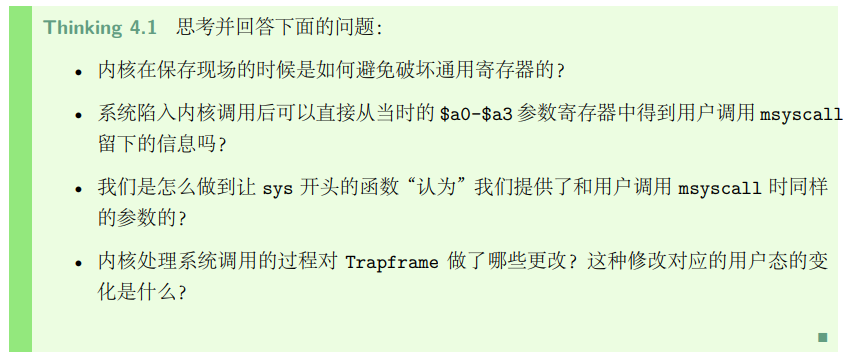 Thinking 4.1 思考并回答下面的问题：
• 内核在保存现场的时候是如何避免破坏通用寄存器的？
• 系统陷入内核调用后可以直接从当时的 $a0-$a3 参数寄存器中得到用户调用 msyscall
留下的信息吗？
• 我们是怎么做到让 sys 开头的函数“认为”我们提供了和用户调用 msyscall 时同样
的参数的？
• 内核处理系统调用的过程对 Trapframe 做了哪些更改？这种修改对应的用户态的变
化是什么？